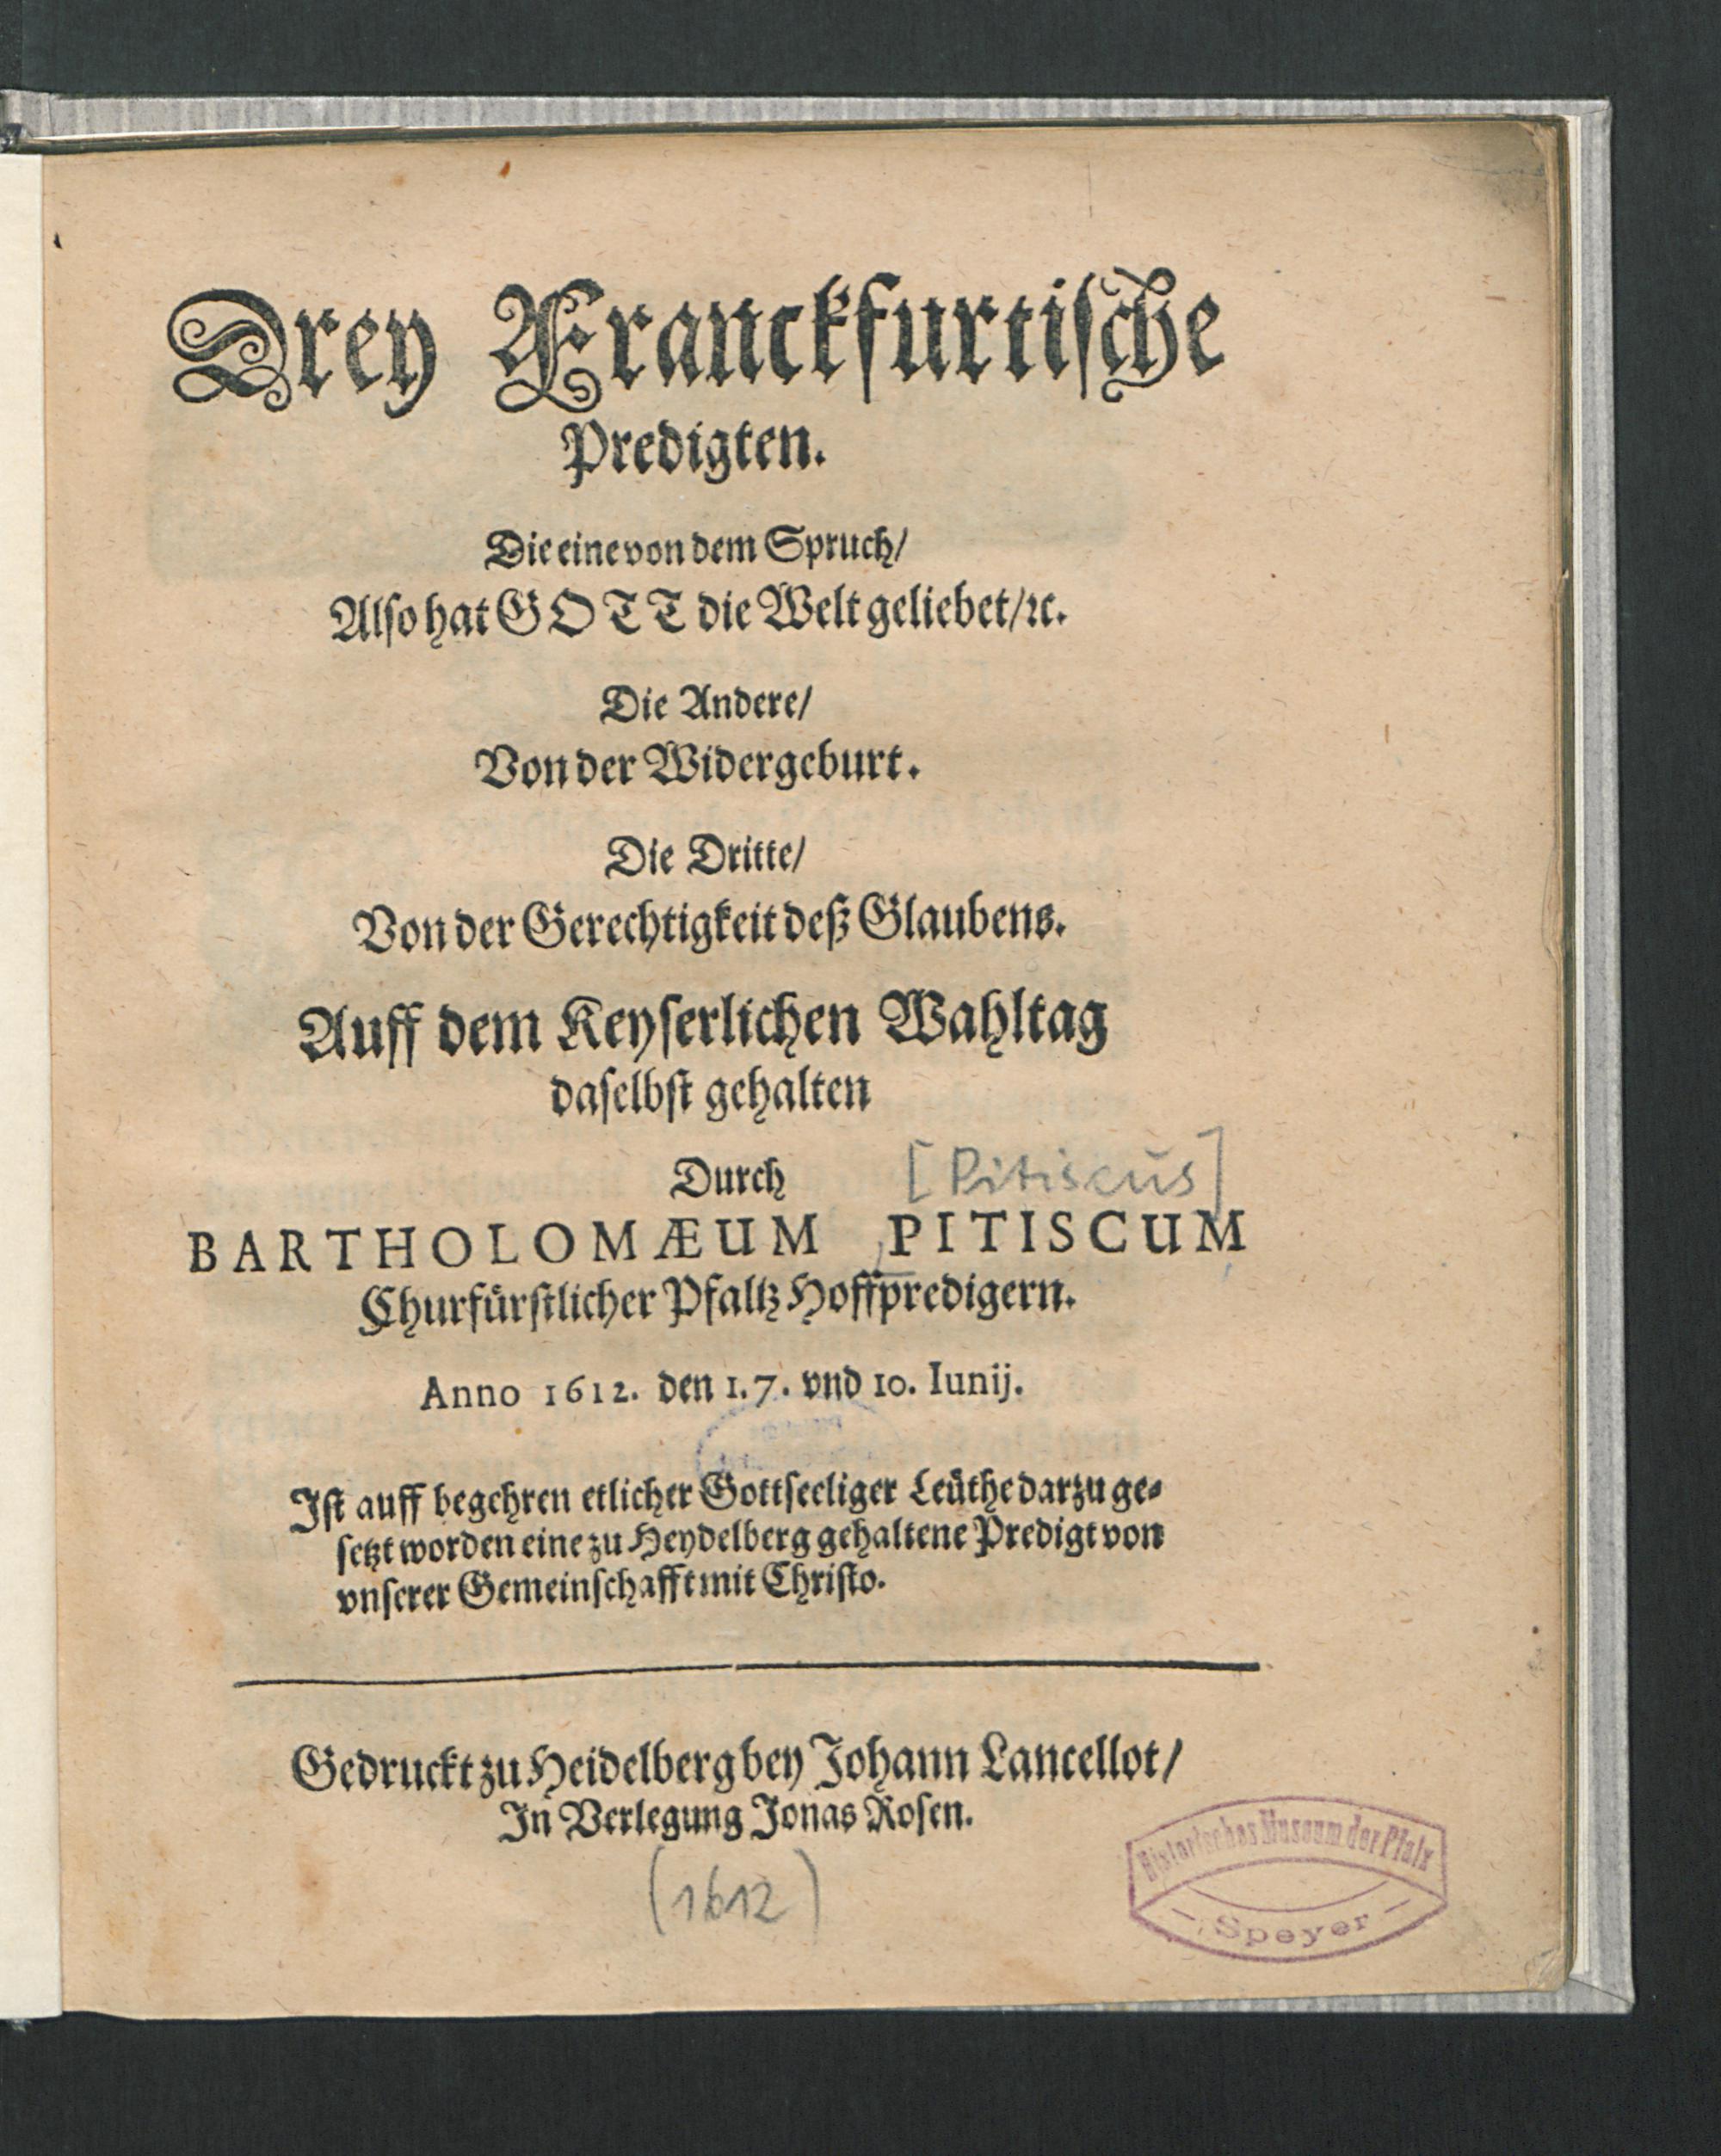 Drey Franckfurtische
Predigten.
Die eine von dem Spruch/
Also hat GOTT die Welt geliebet/ꝛc.
Die Andere/
Von der Widergeburt.
Die Dritte/
Von der Gerechtigkeit deß Glaubens.
Auff dem Keyserlichen Wahltag
daselbst gehalten
Durch [Pitiscus]
BARTHOLOMÆUM PITISCUM
Churfürstlicher Pfaltz Hoffpredigern.
Anno 1612. den 1. 7. vnd 10. Iunij.
Ist auff begehren etlicher Gottseeliger Leüthe darzu ge-
setzt worden eine zu Heydelberg gehaltene Predigt von
vnserer Gemeinschafft mit Christo.
Gedruckt zu Heidelberg bey Johann Lancellot/
In Verlegung Jonas Rosen.
(1612)
Historisches Museum der Pfalz
- Speyer -